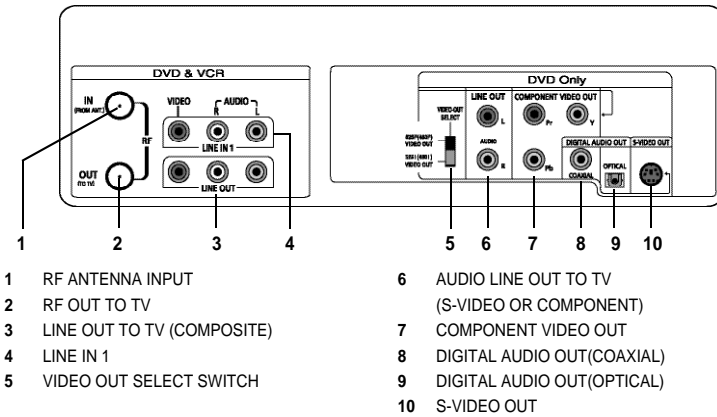 DVD & VCR
DVD Only
IN
(FROM ANT.)
RF
OUT
(TO TV)
VIDEO
AUDIO
R
L
LINE IN 1
LINE OUT
VIDEO OUT
SELECT
VIDEO OUT
VIDEO OUT
LINE OUT
L
AUDIO
R
COMPONENT VIDEO OUT
Pr
Y
Pb
DIGITAL AUDIO OUT
COAXIAL
OPTICAL
S-VIDEO OUT
1 2 3 4 5 6 7 8 9 10
1 RF ANTENNA INPUT
2 RF OUT TO TV
3 LINE OUT TO TV (COMPOSITE)
4 LINE IN 1
5 VIDEO OUT SELECT SWITCH
6 AUDIO LINE OUT TO TV
(S-VIDEO OR COMPONENT)
7 COMPONENT VIDEO OUT
8 DIGITAL AUDIO OUT(COAXIAL)
9 DIGITAL AUDIO OUT(OPTICAL)
10 S-VIDEO OUT